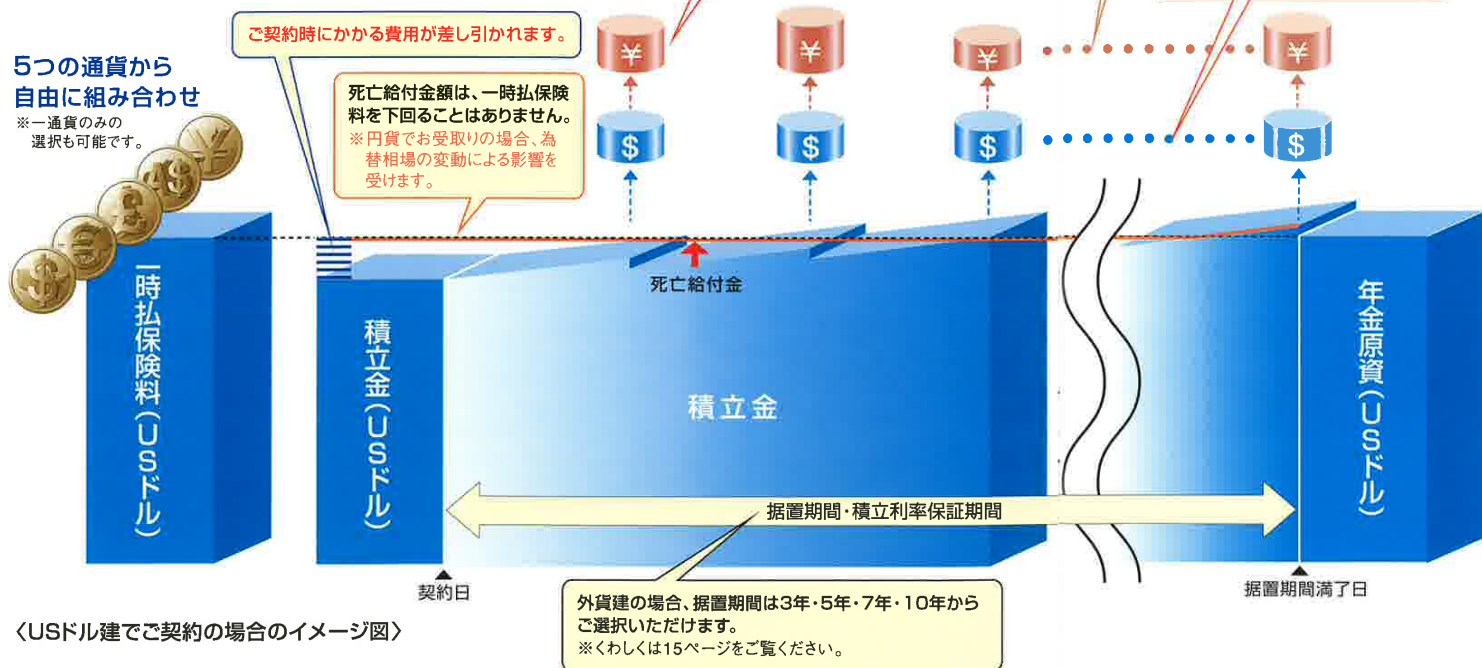 ご契約時にかかる費用が差し引かれます。
5つの通貨から
自由に組み合わせ
※一通貨のみの
選択も可能です。
死亡給付金額は、一時払保険
料を下回ることはありません。
※円貨でお受取りの場合、為
替相場の変動による影響を
受けます。
¥
¥
¥
¥
$
$
$
$
$
€
£
A$
¥
死亡給付金
一時払保険料(USドル)
積立金(USドル)
積立金
年金原資(USドル)
据置期間・積立利率保証期間
契約日
据置期間満了日
外貨建の場合、据置期間は3年・5年・7年・10年から
ご選択いただけます。
※くわしくは15ページをご覧ください。
〈USドル建でご契約の場合のイメージ図〉